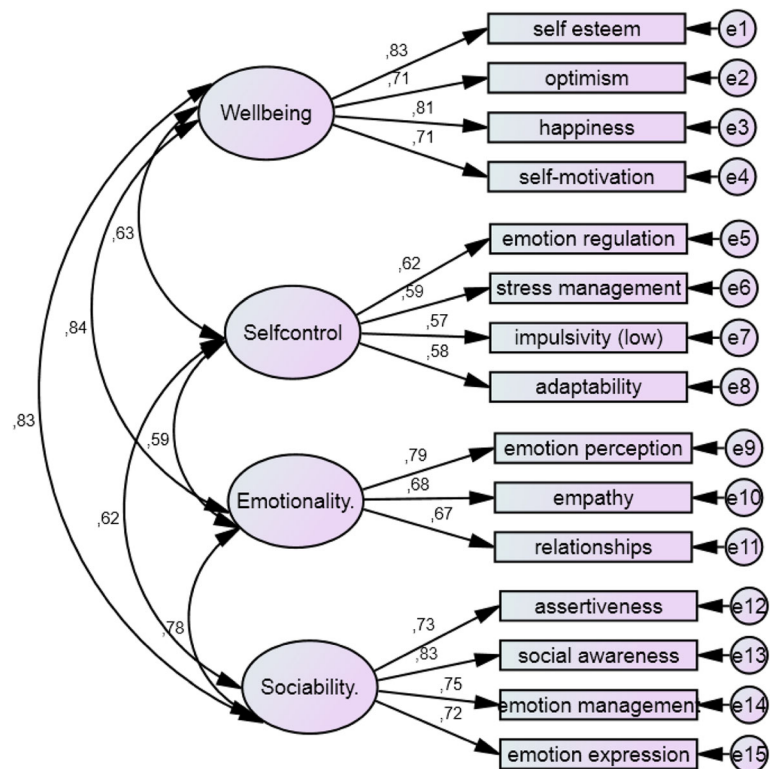 self esteem
e1
,83
optimism
e2
,71
Wellbeing
happiness
e3
,81
self-motivation
e4
,71
,63
emotion regulation
e5
,62
stress management
e6
,59
,84
Selfcontrol
impulsivity (low)
e7
,57
adaptability
e8
,58
,83
,59
emotion perception
e9
,79
empathy
e10
,68
Emotionality.
relationships
e11
,67
,62
assertiveness
e12
,73
,78
social awareness
e13
,83
Sociability.
emotion management
e14
,75
emotion expression
e15
,72